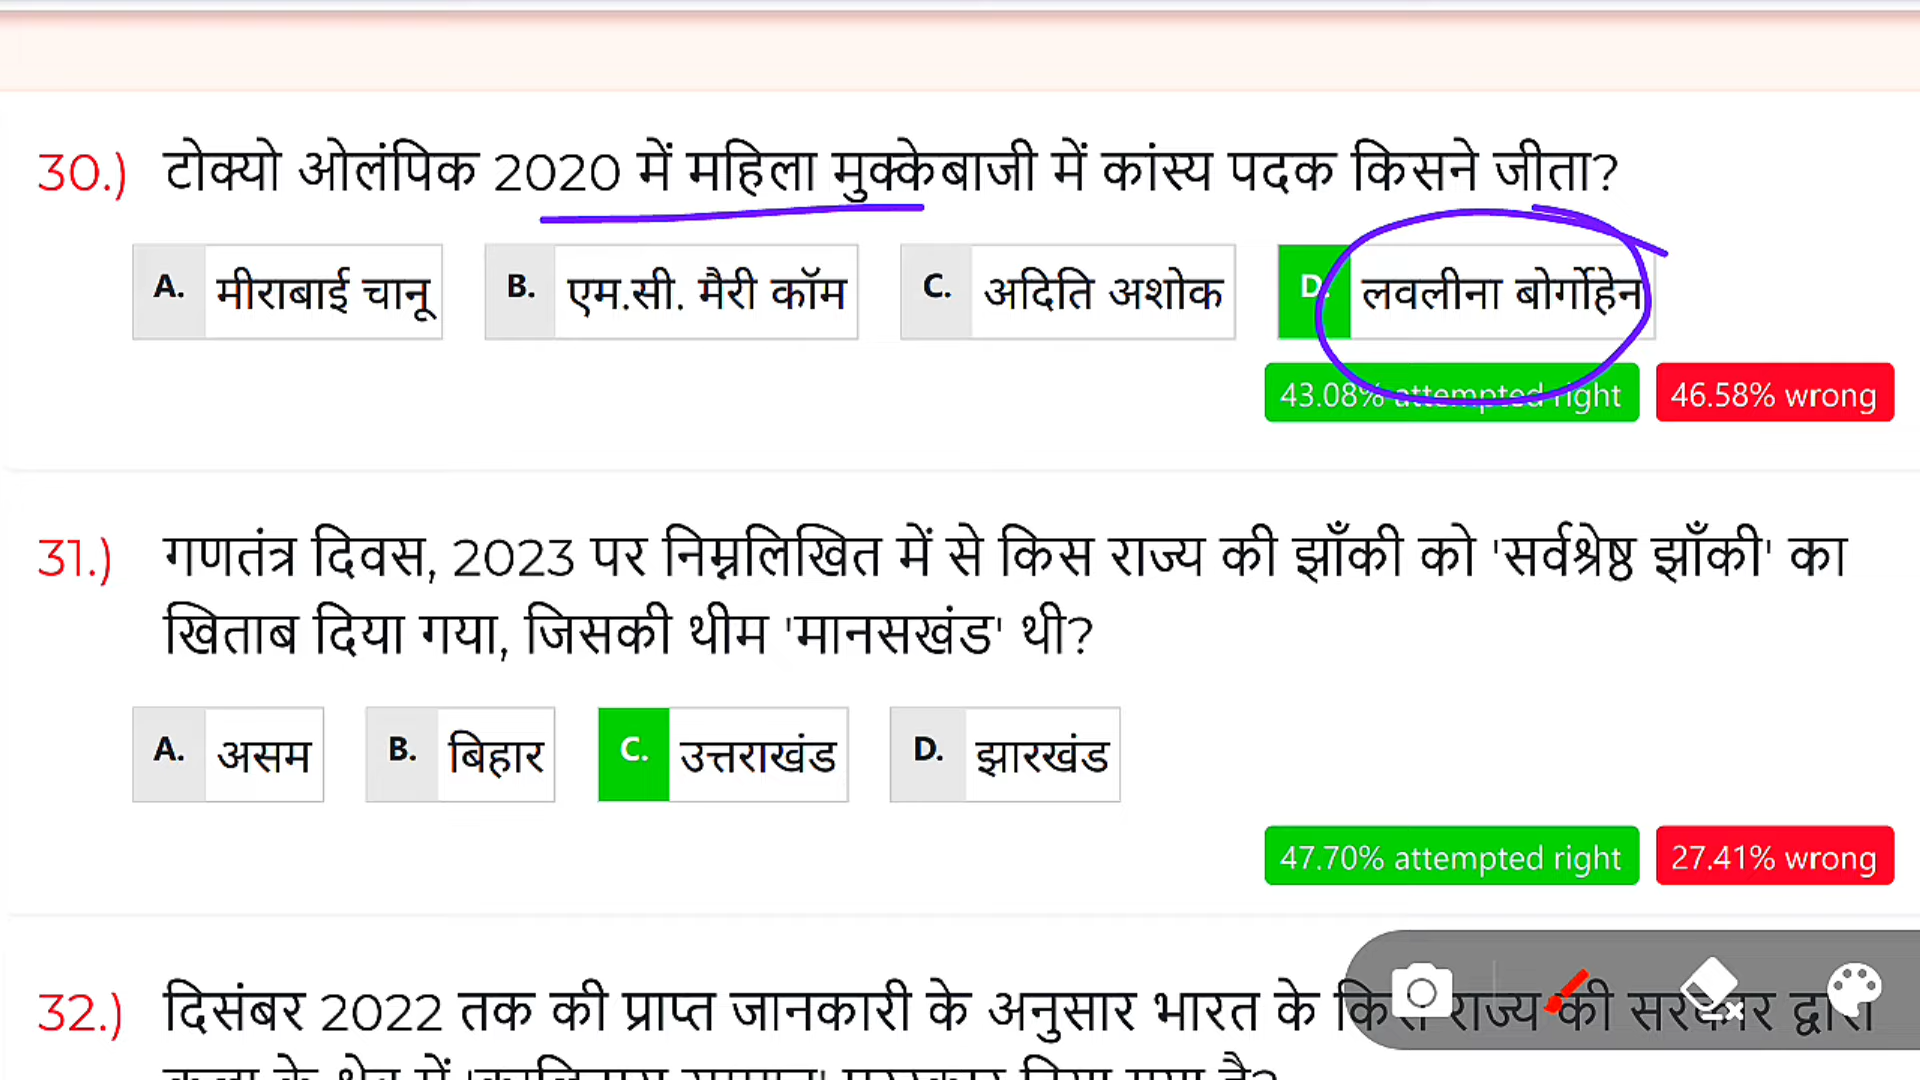 30.) टोक्यो ओलंपिक 2020 में महिला मुक्केबाजी में कांस्य पदक किसने जीता?
A. मीराबाई चानू B. एम.सी. मैरी कॉम C. अदिति अशोक D. लवलीना बोर्गोहेन
43.08% attempted right 46.58% wrong
31.) गणतंत्र दिवस, 2023 पर निम्नलिखित में से किस राज्य की झाँकी को 'सर्वश्रेष्ठ झाँकी' का
खिताब दिया गया, जिसकी थीम 'मानसखंड' थी?
A. असम B. बिहार C. उत्तराखंड D. झारखंड
47.70% attempted right 27.41% wrong
32.) दिसंबर 2022 तक की प्राप्त जानकारी के अनुसार भारत के किस राज्य की सरकार द्वारा